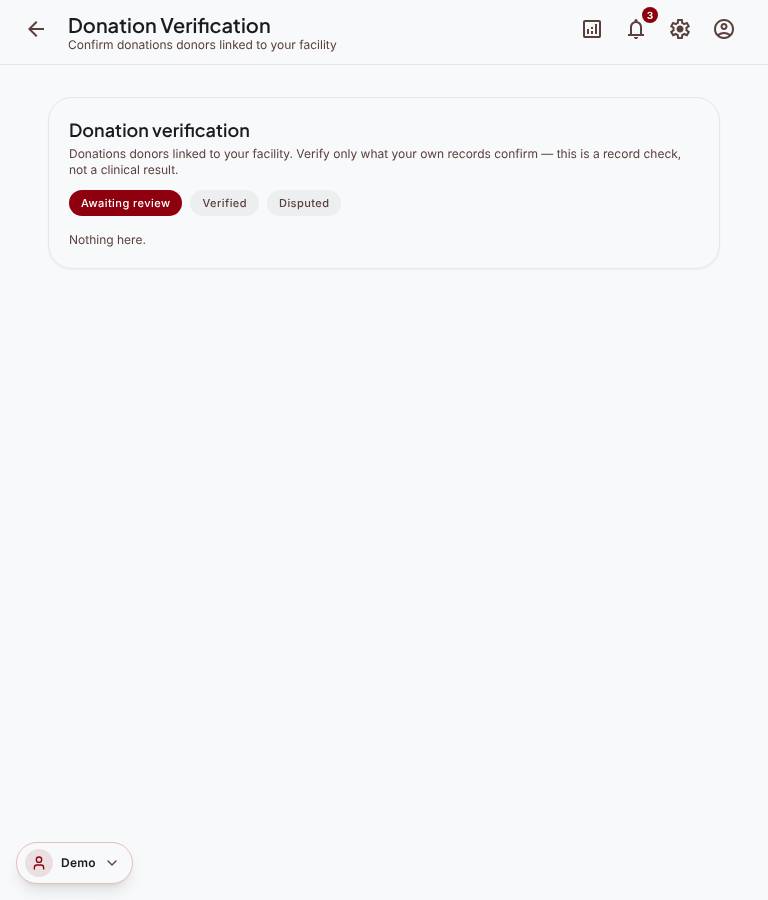 Donation Verification
Confirm donations donors linked to your facility
3
Donation verification
Donations donors linked to your facility. Verify only what your own records confirm — this is a record check,
not a clinical result.
Awaiting review
Verified
Disputed
Nothing here.
Demo